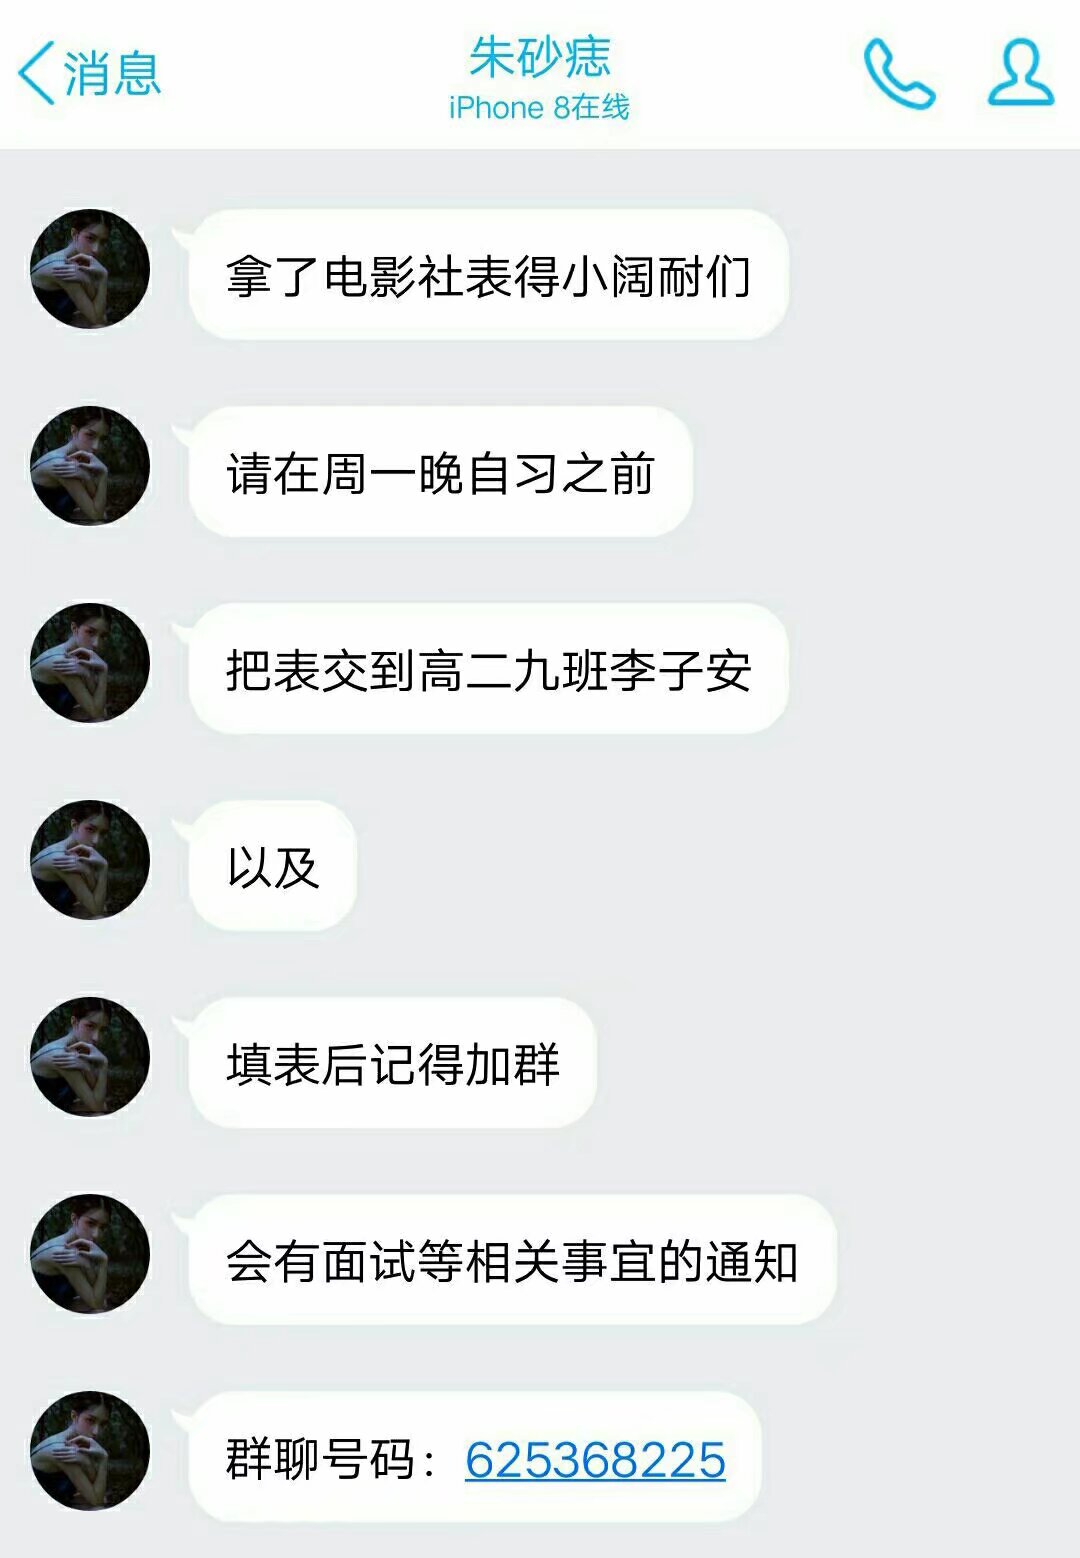 消息
朱砂痣
iPhone 8在线
拿了电影社表得小阔耐们
请在周一晚自习之前
把表交到高二九班李子安
以及
填表后记得加群
会有面试等相关事宜的通知
群聊号码：625368225